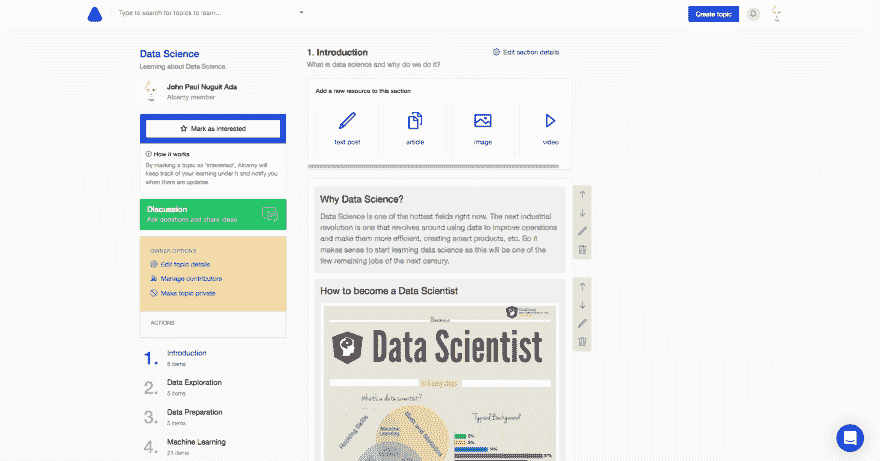 Type to search for topics to learn...
Create topic
Data Science
Learning about Data Science.
John Paul Nuguit Ada
Alcamy member
Mark as interested
How it works
By marking a topic as 'interested', Alcamy will
keep track of your learning under it and notify you
when there are updates.
Discussion
Ask questions and share ideas
OWNER OPTIONS
Edit topic details
Manage contributors
Make topic private
ACTIONS
1. Introduction
5 items
2. Data Exploration
5 items
3. Data Preparation
5 items
4. Machine Learning
21 items
1. Introduction
Edit section details
What is data science and why do we do it?
Add a new resource to this section
text post
article
image
video
Why Data Science?
Data Science is one of the hottest fields right now. The next industrial
revolution is one that revolves around using data to improve operations
and make them more efficient, creating smart products, etc. So it
makes sense to start learning data science as this will be one of the
few remaining jobs of the next century.
How to become a Data Scientist
Become a
Data Scientist
What's a data scientist?
Typical Background
Hacking Skills
Math and Statistics
Machine
Learning